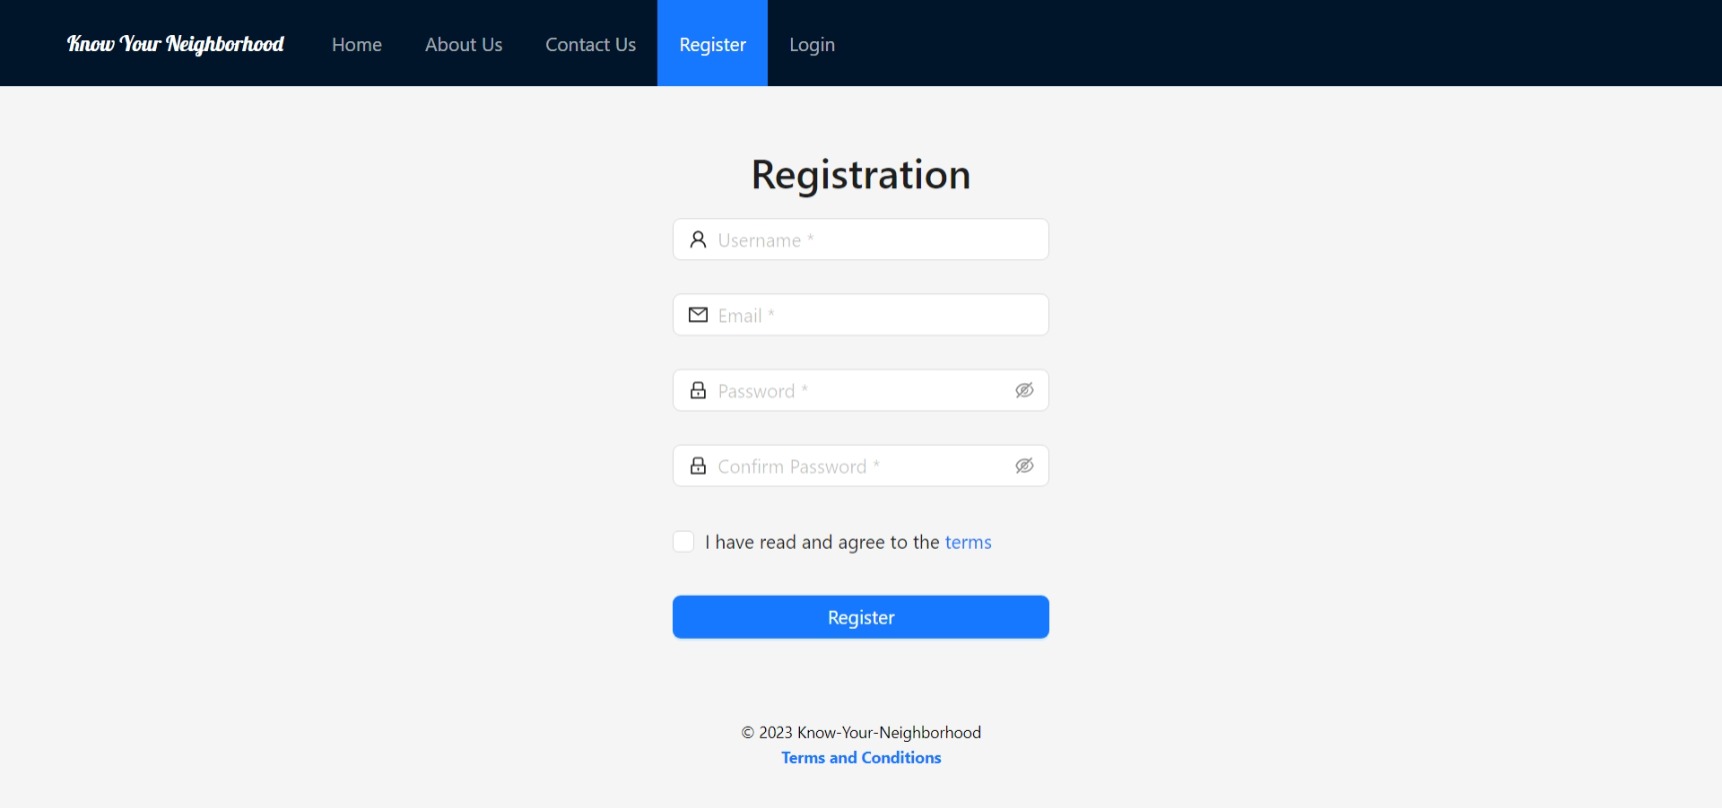 Know Your Neighborhood Home About Us Contact Us Register Login
Registration
Username *
Email *
Password *
Confirm Password *
I have read and agree to the terms
Register
© 2023 Know-Your-Neighborhood
Terms and Conditions